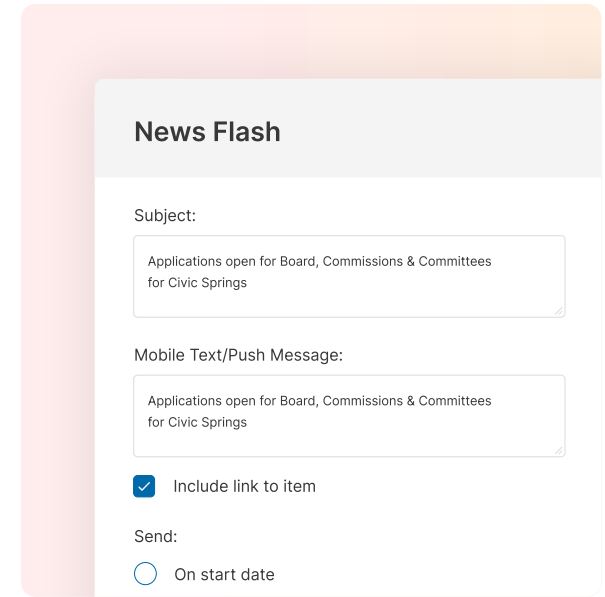 News Flash
Subject:
Applications open for Board, Commissions & Committees
for Civic Springs
Mobile Text/Push Message:
Applications open for Board, Commissions & Committees
for Civic Springs
Include link to item
Send:
On start date